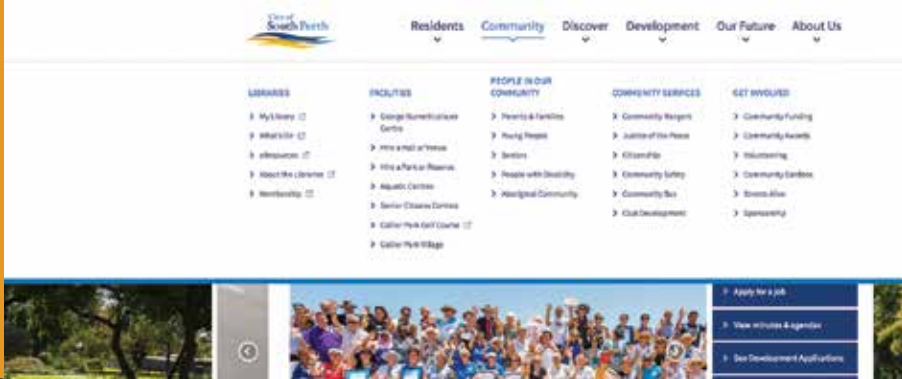 City of
South Perth
Residents
Community
Discover
Development
Our Future
About Us
LIBRARIES
My Library
What's On
eResources
About the Libraries
Membership
FACILITIES
George Burnett Leisure
Centre
Hire a Hall or Venue
Hire a Park or Reserve
Aquatic Centres
Senior Citizens Centres
Collier Park Golf Course
Collier Park Village
PEOPLE IN OUR
COMMUNITY
Parents & Families
Young People
Seniors
People with Disability
Aboriginal Community
COMMUNITY SERVICES
Community Rangers
Justice of the Peace
Citizenship
Community Safety
Community Bus
Club Development
GET INVOLVED
Community Funding
Community Awards
Volunteering
Community Gardens
Streets Alive
Sponsorship
Apply for a job
View minutes & agendas
See Development Applications